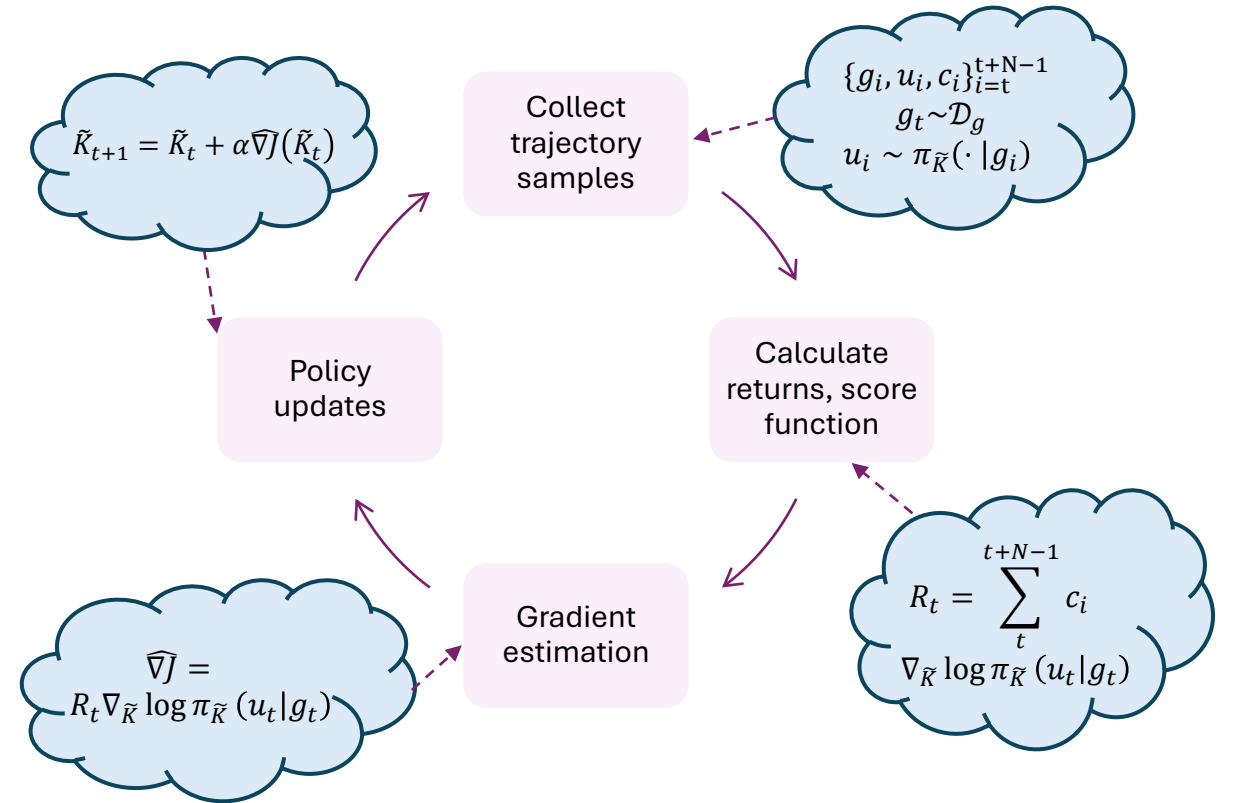 Collect
trajectory
samples
{g_i, u_i, c_i}_{i=t}^{t+N−1}
g_t~𝒟_g
u_i ~ π_K̃(· |g_i)
K̃_{t+1} = K̃_t + α∇̂J(K̃_t)
Policy
updates
Calculate
returns, score
function
Gradient
estimation
R_t = ∑_t^{t+N−1} c_i
∇_K̃ log π_K̃ (u_t|g_t)
∇̂J =
R_t∇_K̃ log π_K̃ (u_t|g_t)